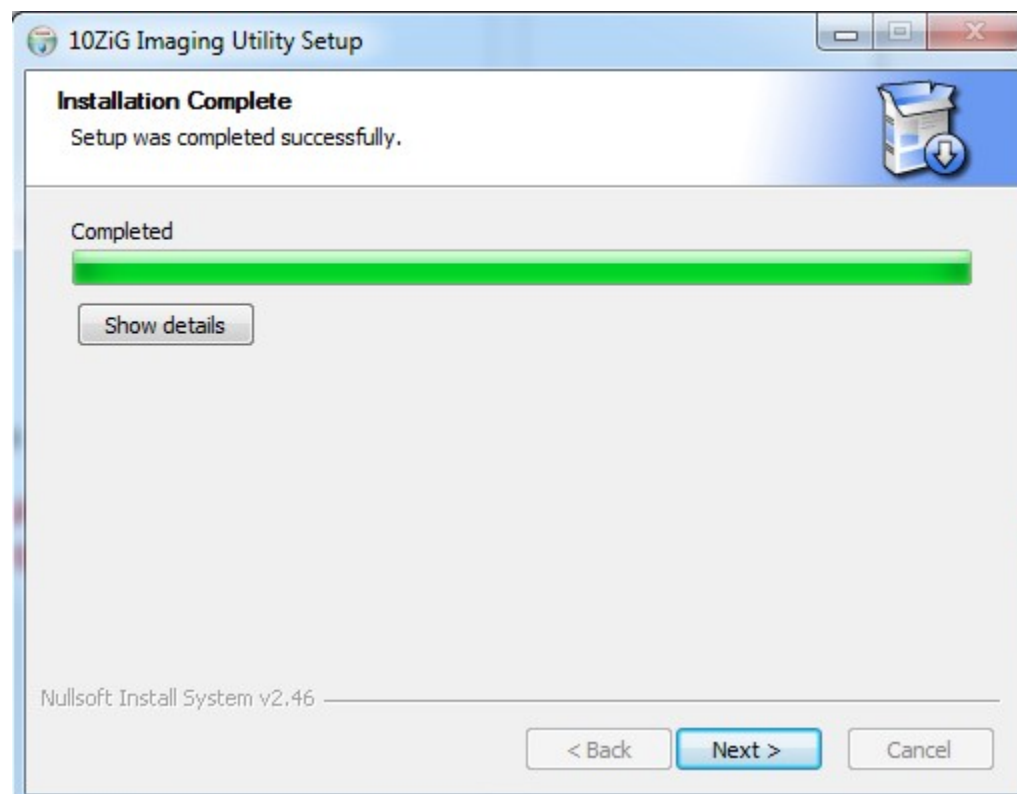 10ZiG Imaging Utility Setup
Installation Complete
Setup was completed successfully.
Completed
Show details
Nullsoft Install System v2.46
< Back Next > Cancel